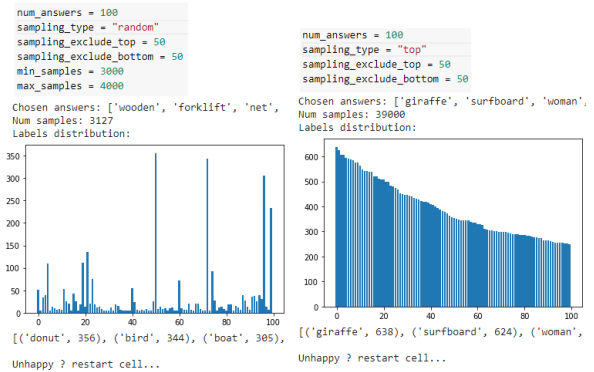 num_answers = 100
sampling_type = "random"
sampling_exclude_top = 50
sampling_exclude_bottom = 50
min_samples = 3000
max_samples = 4000
Chosen answers: ['wooden', 'forklift', 'net',
Num samples: 3127
Labels distribution:
350
300
250
200
150
100
50
0
0 20 40 60 80 100
[('donut', 356), ('bird', 344), ('boat', 305),
Unhappy ? restart cell...
num_answers = 100
sampling_type = "top"
sampling_exclude_top = 50
sampling_exclude_bottom = 50
Chosen answers: ['giraffe', 'surfboard', 'woman',
Num samples: 39000
Labels distribution:
600
500
400
300
200
100
0
0 20 40 60 80 100
[('giraffe', 638), ('surfboard', 624), ('woman',
Unhappy ? restart cell...